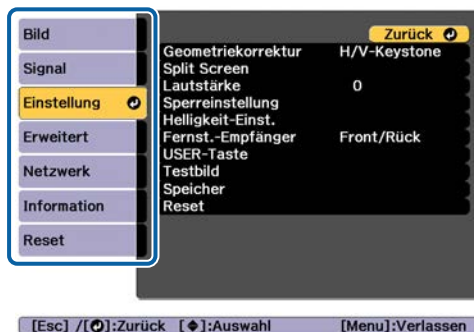 Bild
Signal
Einstellung
Erweitert
Netzwerk
Information
Reset
Zurück
Geometriekorrektur H/V-Keystone
Split Screen
Lautstärke 0
Sperreinstellung
Helligkeit-Einst.
Fernst.-Empfänger Front/Rück
USER-Taste
Testbild
Speicher
Reset
[Esc] /[⏎]:Zurück [◆]:Auswahl [Menu]:Verlassen